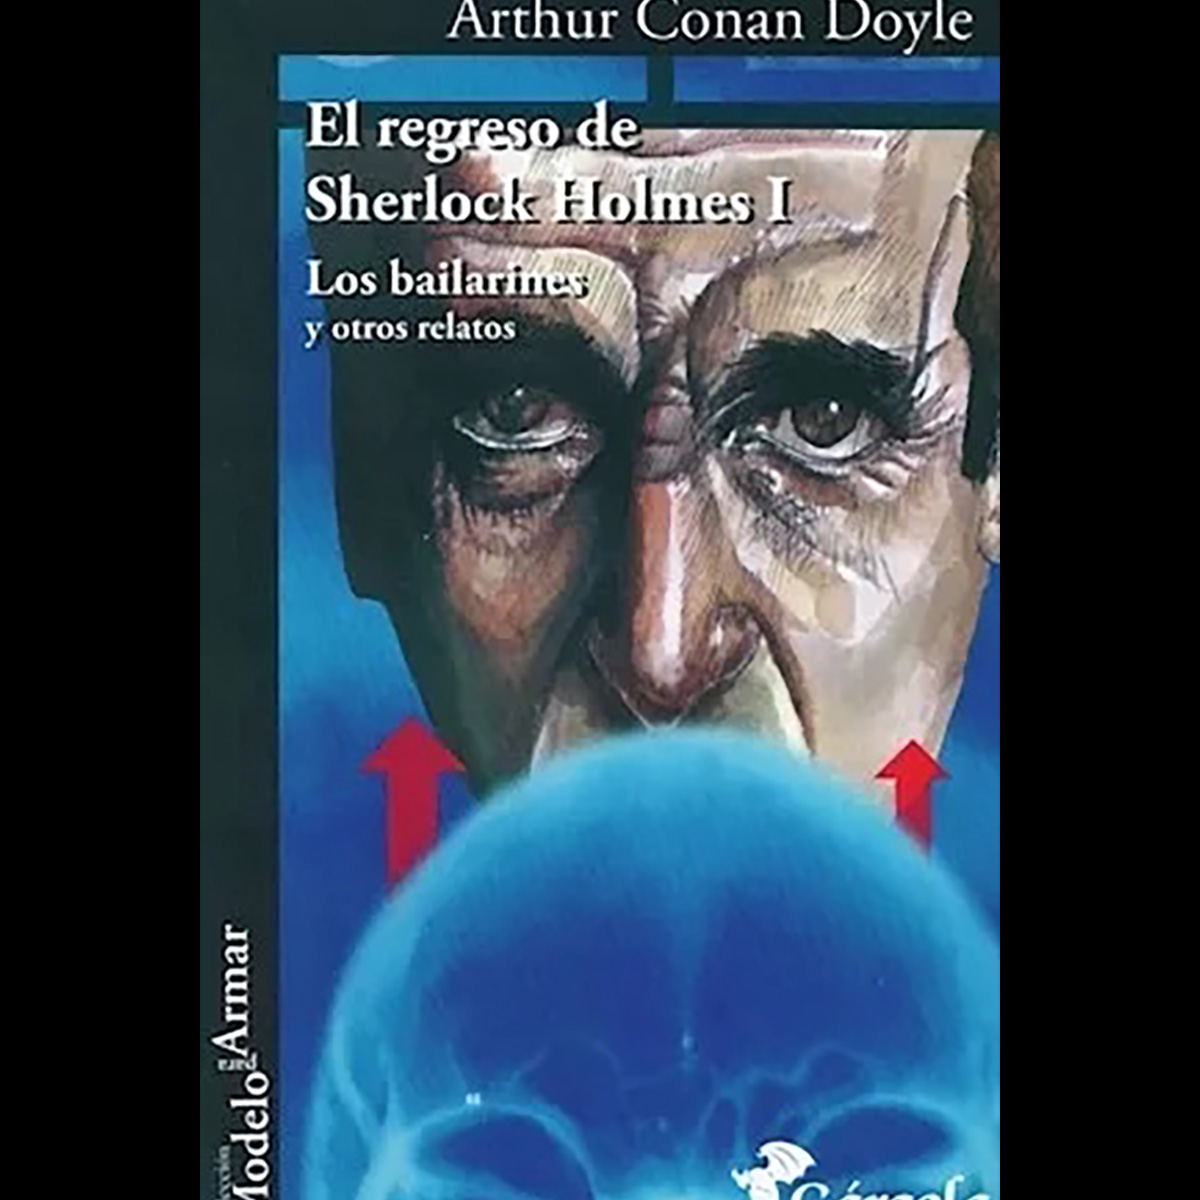 Arthur Conan Doyle
El regreso de
Sherlock Holmes I
Los bailarines
y otros relatos
Modelo para Armar